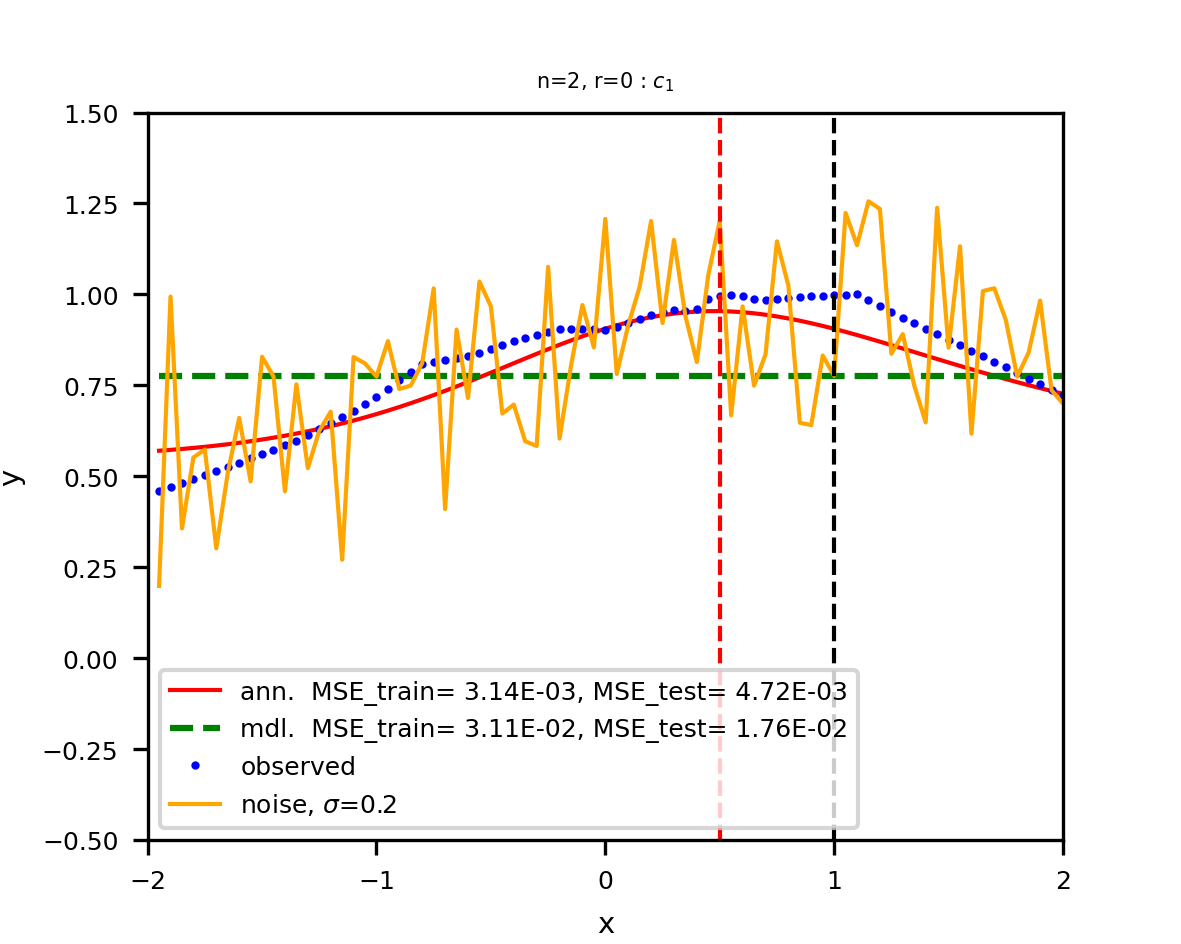 n=2, r=0 : c₁
1.50
1.25
1.00
0.75
0.50
0.25
0.00
−0.25
−0.50
y
ann.  MSE_train= 3.14E-03, MSE_test= 4.72E-03
mdl.  MSE_train= 3.11E-02, MSE_test= 1.76E-02
observed
noise, σ=0.2
−2 −1 0 1 2
x